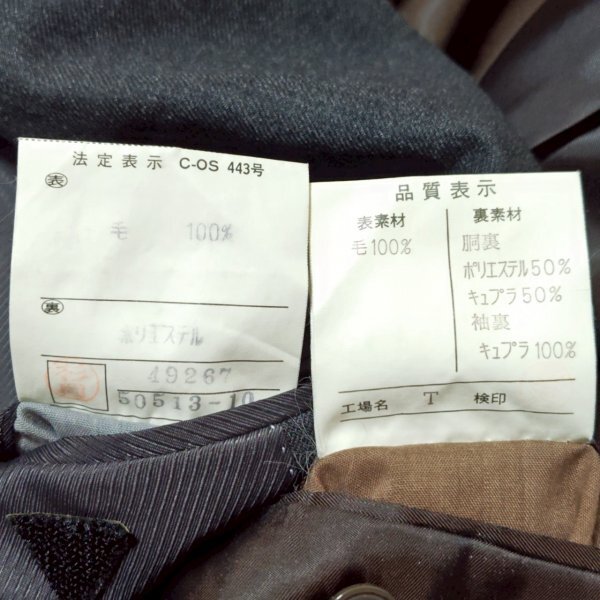 法定表示 C-OS 443号
表
毛 100%
裏
ポリエステル
49267
50513-10
品質表示
表素材
毛100%
裏素材
胴裏
ポリエステル50%
キュプラ50%
袖裏
キュプラ100%
工場名 T 検印